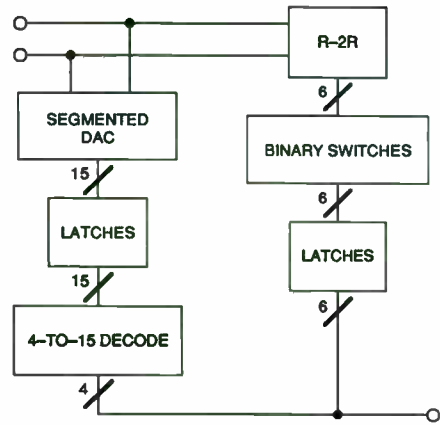 R–2R
6
SEGMENTED
DAC
BINARY SWITCHES
15
6
LATCHES
LATCHES
15
6
4–TO–15 DECODE
4